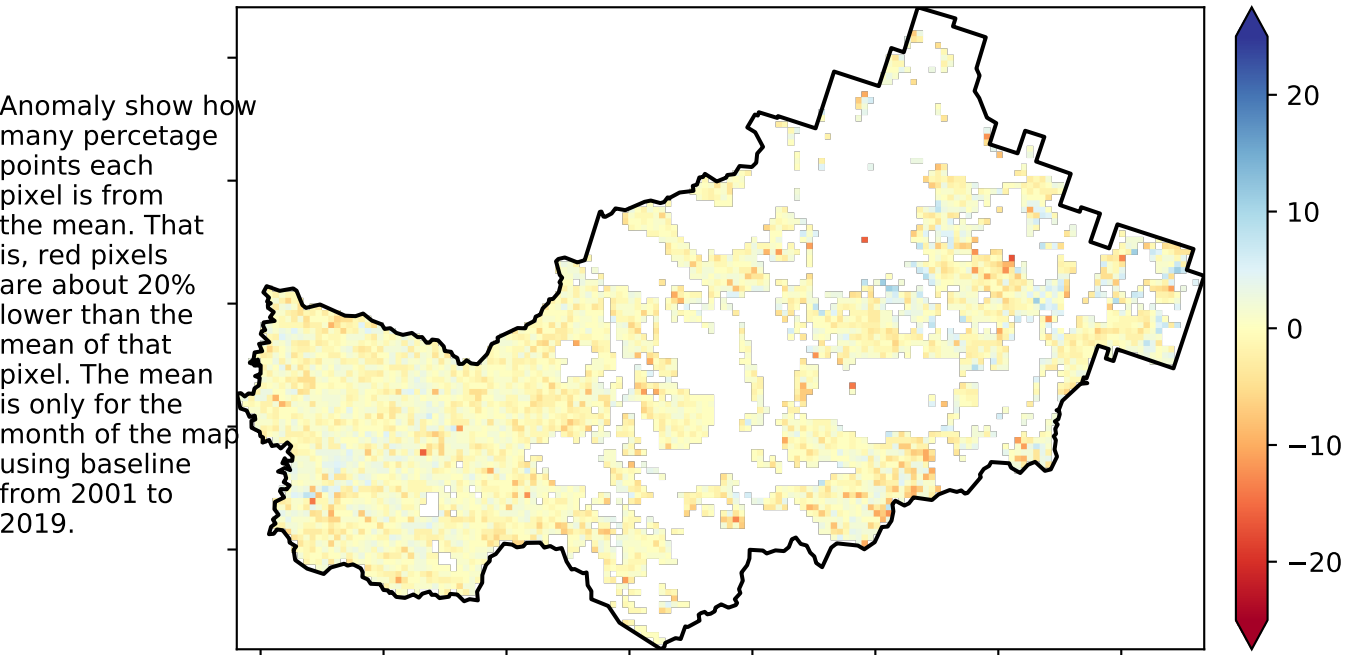 Anomaly show how
many percetage
points each
pixel is from
the mean. That
is, red pixels
are about 20%
lower than the
mean of that
pixel. The mean
is only for the
month of the map
using baseline
from 2001 to
2019.
20
10
0
−10
−20